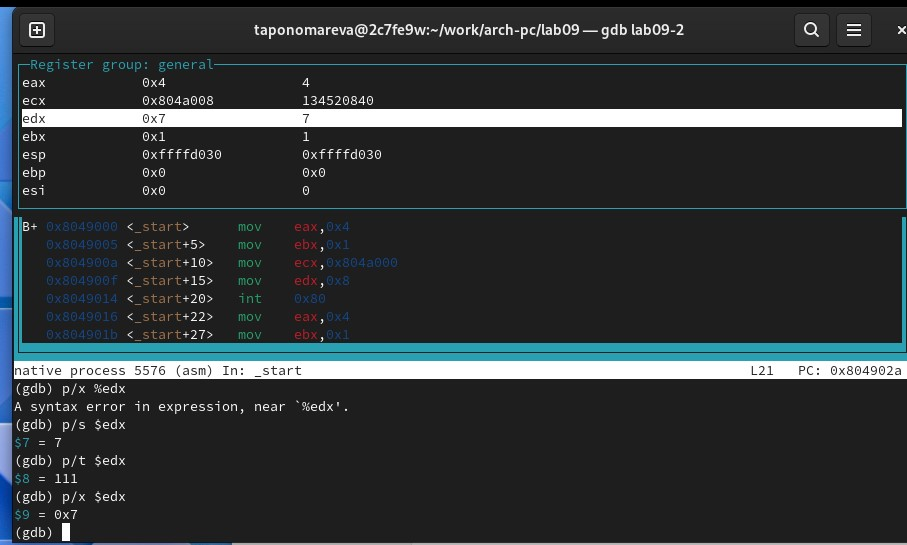 taponomareva@2c7fe9w:~/work/arch-pc/lab09 — gdb lab09-2
Register group: general
eax 0x4 4
ecx 0x804a008 134520840
edx 0x7 7
ebx 0x1 1
esp 0xffffd030 0xffffd030
ebp 0x0 0x0
esi 0x0 0
B+ 0x8049000 <_start> mov eax,0x4
0x8049005 <_start+5> mov ebx,0x1
0x804900a <_start+10> mov ecx,0x804a000
0x804900f <_start+15> mov edx,0x8
0x8049014 <_start+20> int 0x80
0x8049016 <_start+22> mov eax,0x4
0x804901b <_start+27> mov ebx,0x1
native process 5576 (asm) In: _start L21 PC: 0x804902a
(gdb) p/x %edx
A syntax error in expression, near `%edx'.
(gdb) p/s $edx
$7 = 7
(gdb) p/t $edx
$8 = 111
(gdb) p/x $edx
$9 = 0x7
(gdb)